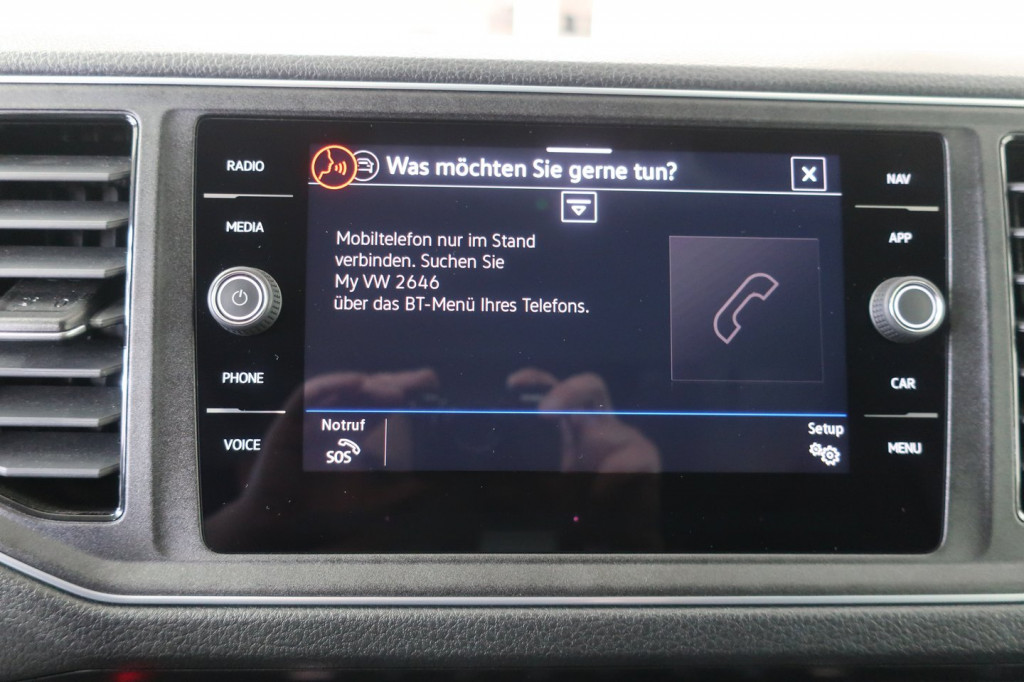 RADIO
MEDIA
PHONE
VOICE
Was möchten Sie gerne tun?
Mobiltelefon nur im Stand
verbinden. Suchen Sie
My VW 2646
über das BT-Menü Ihres Telefons.
Notruf
SOS
Setup
NAV
APP
CAR
MENU